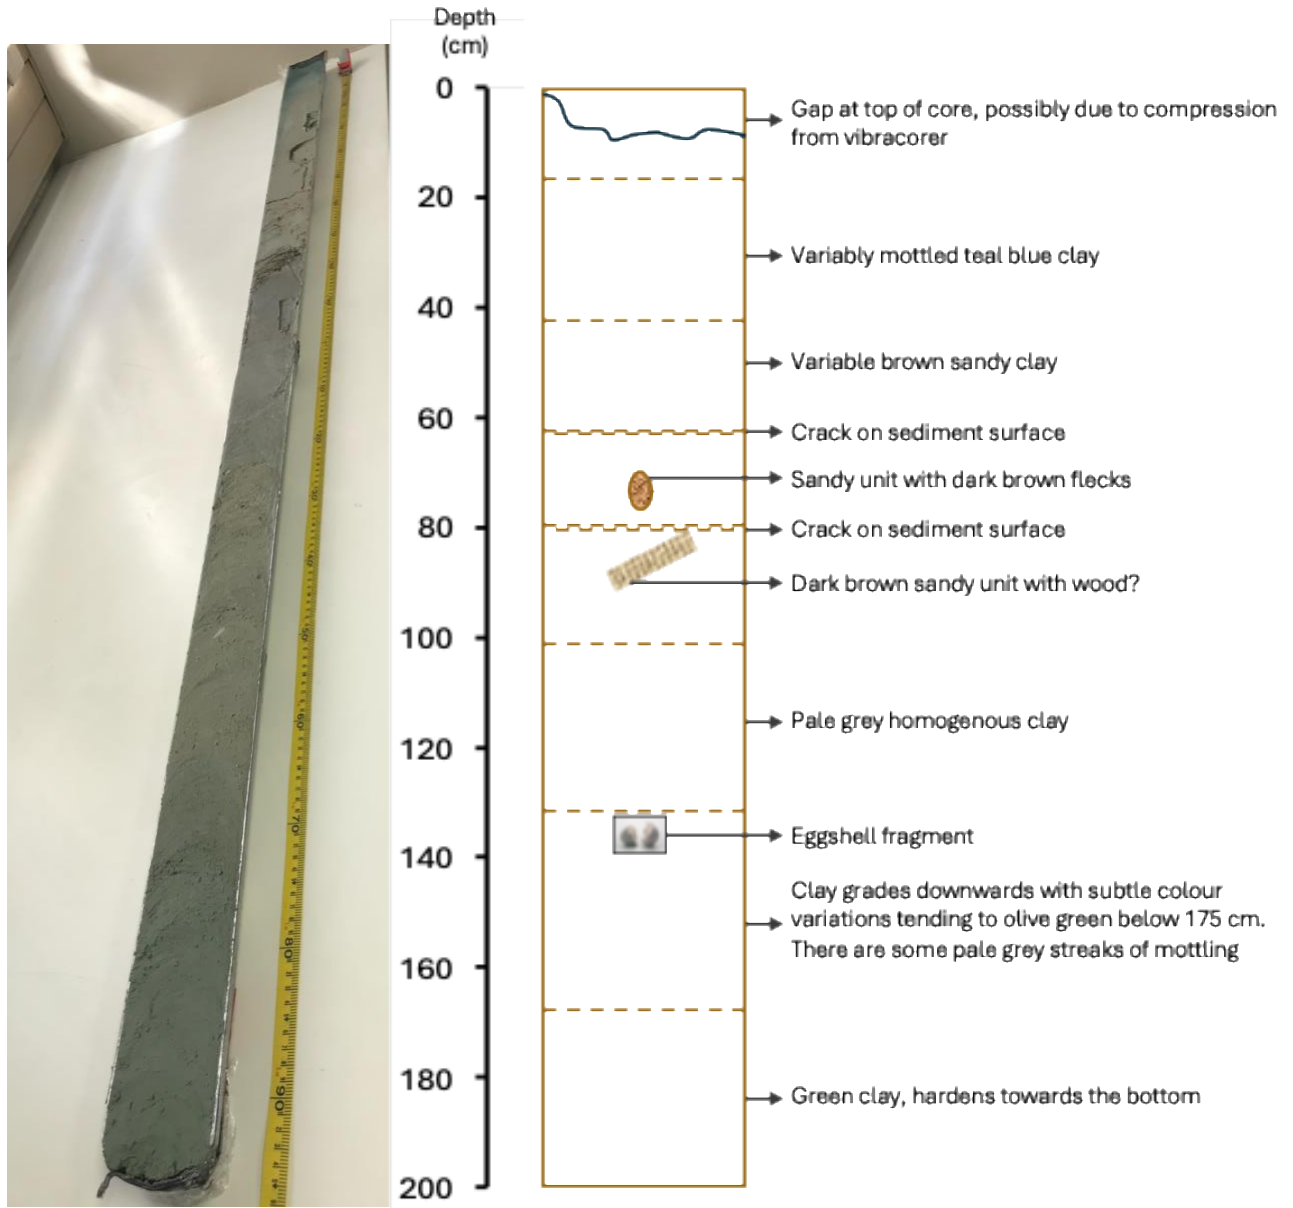 Depth
(cm)
0
Gap at top of core, possibly due to compression
from vibracorer
20
Variably mottled teal blue clay
40
Variable brown sandy clay
60
Crack on sediment surface
Sandy unit with dark brown flecks
80
Crack on sediment surface
Dark brown sandy unit with wood?
100
Pale grey homogenous clay
120
Eggshell fragment
140
Clay grades downwards with subtle colour
variations tending to olive green below 175 cm.
There are some pale grey streaks of mottling
160
180
Green clay, hardens towards the bottom
200